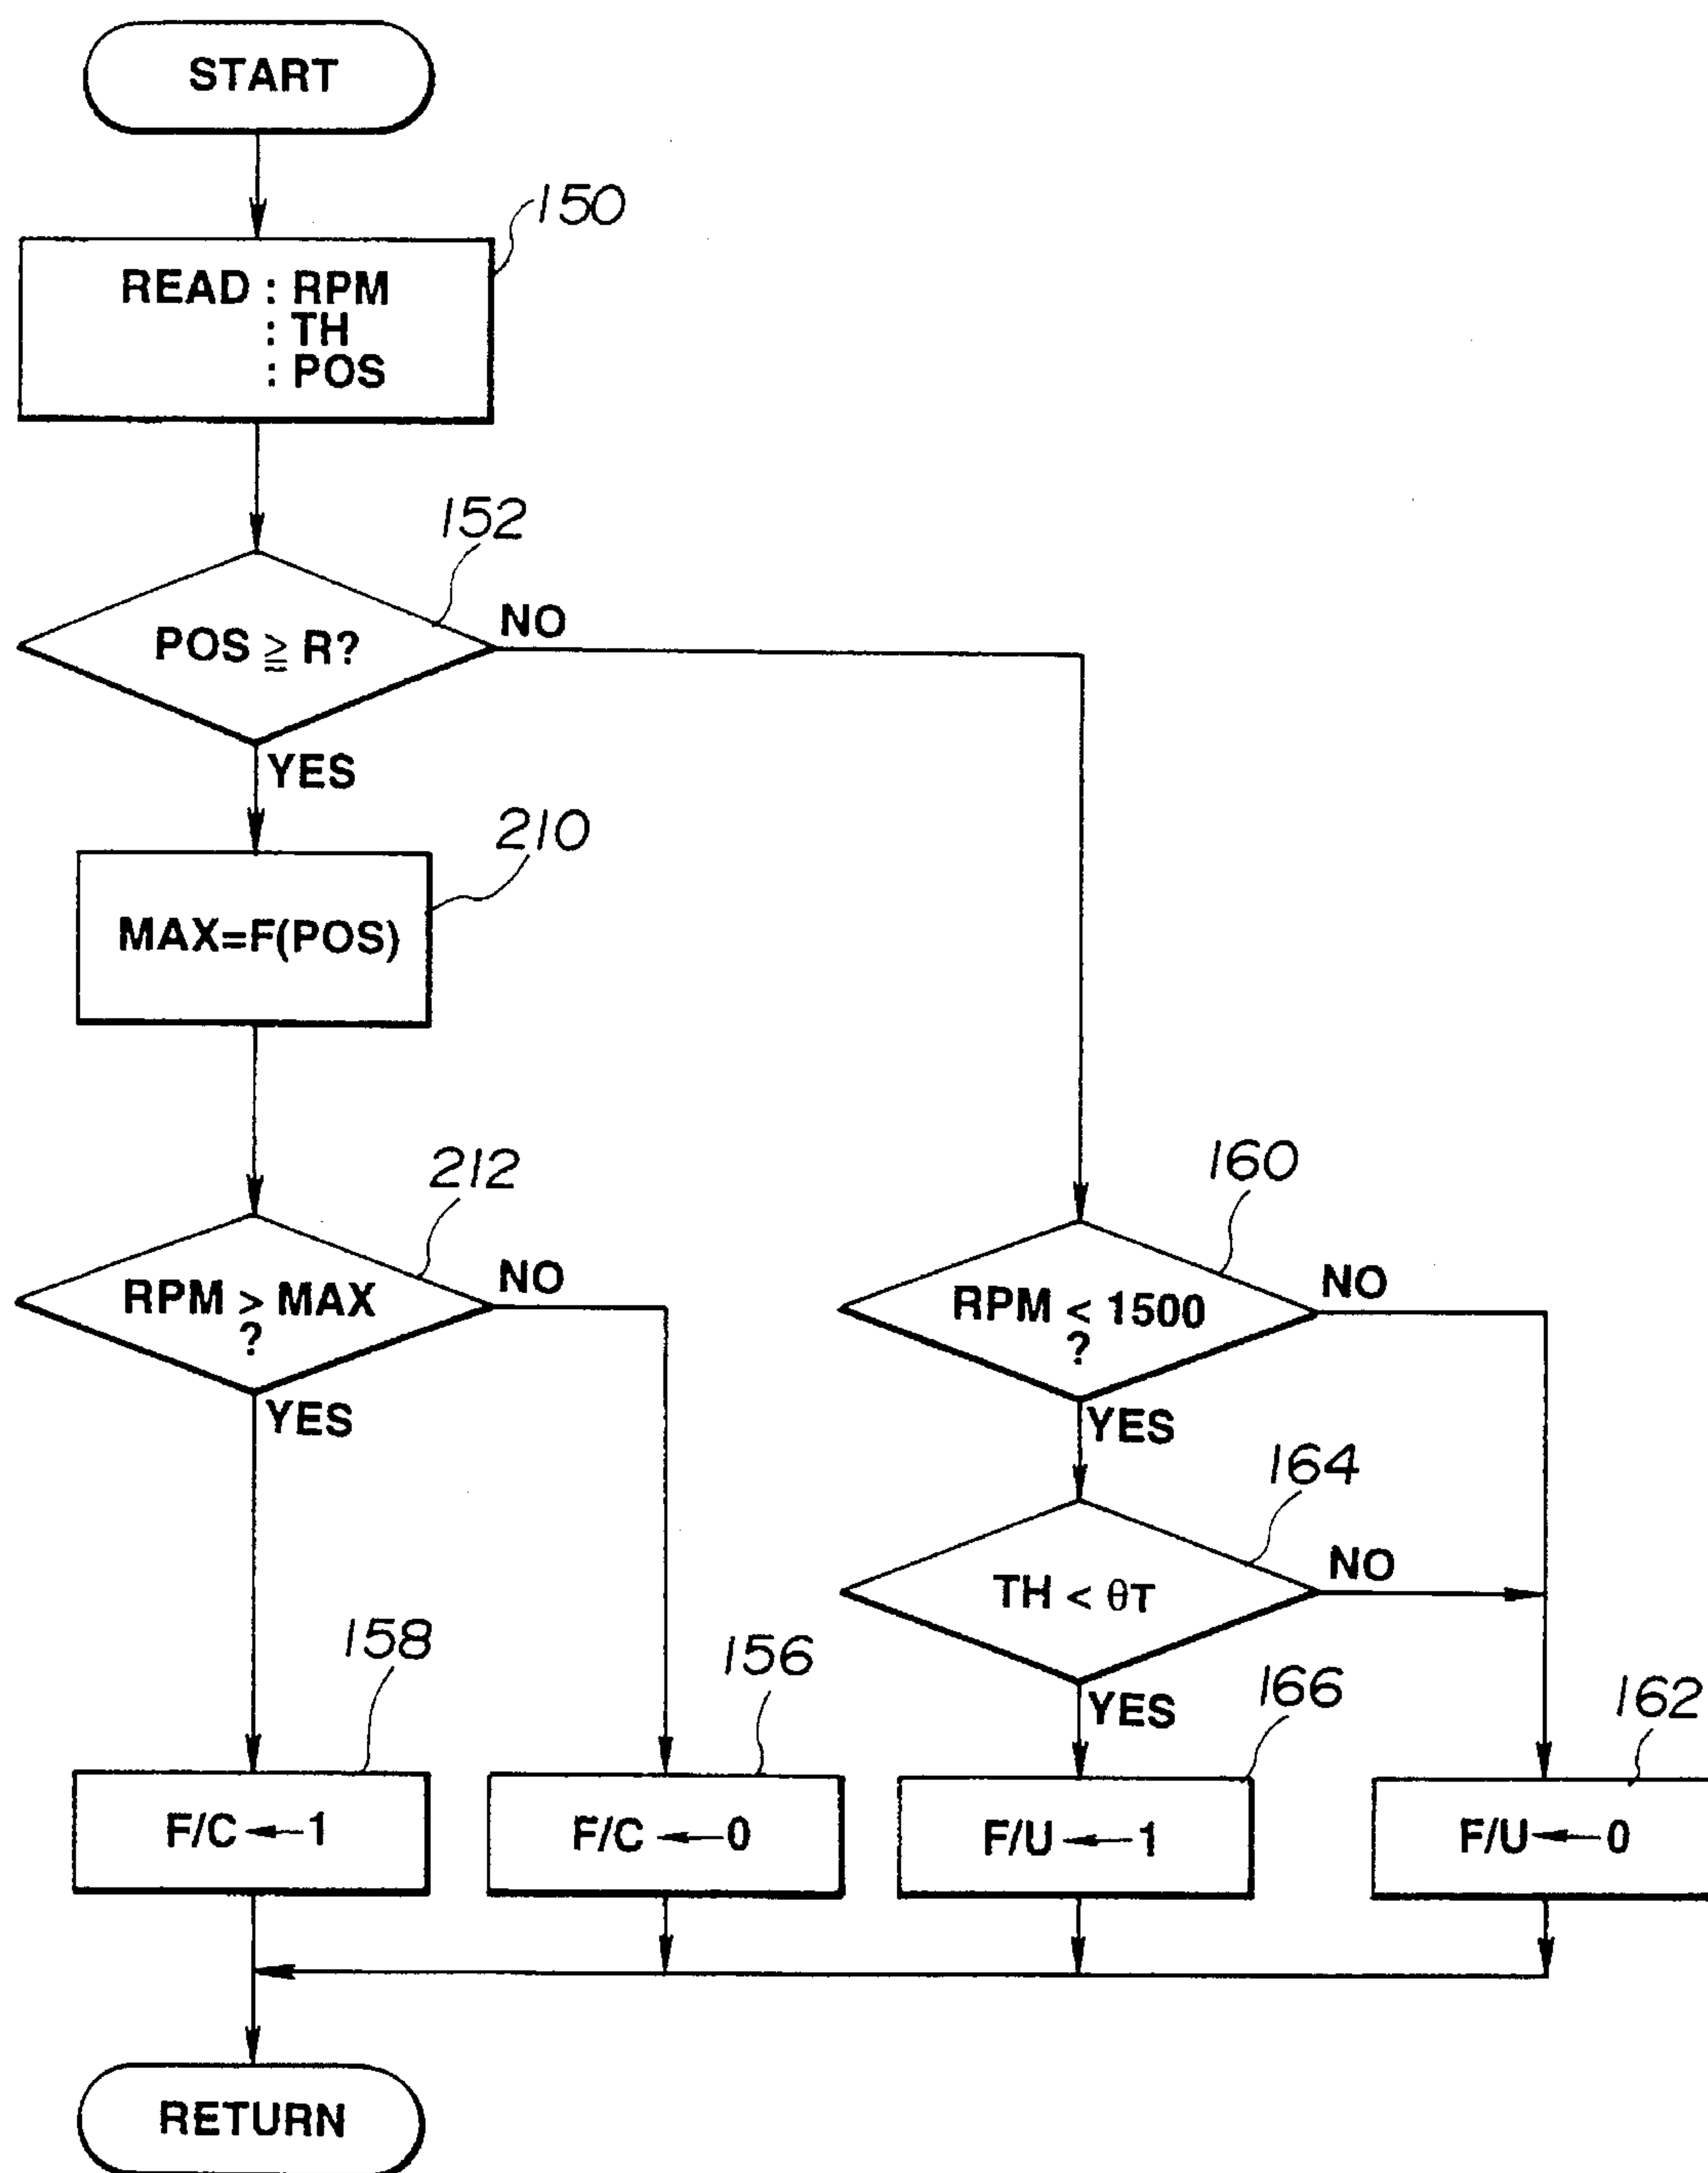 START
150
READ : RPM
: TH
: POS
152
POS ≧ R?
NO
YES
210
MAX=F(POS)
212
RPM > MAX
?
NO
YES
160
RPM < 1500
?
NO
YES
164
TH < θT
NO
YES
158
F/C ← 1
156
F/C ← 0
166
F/U ← 1
162
F/U ← 0
RETURN